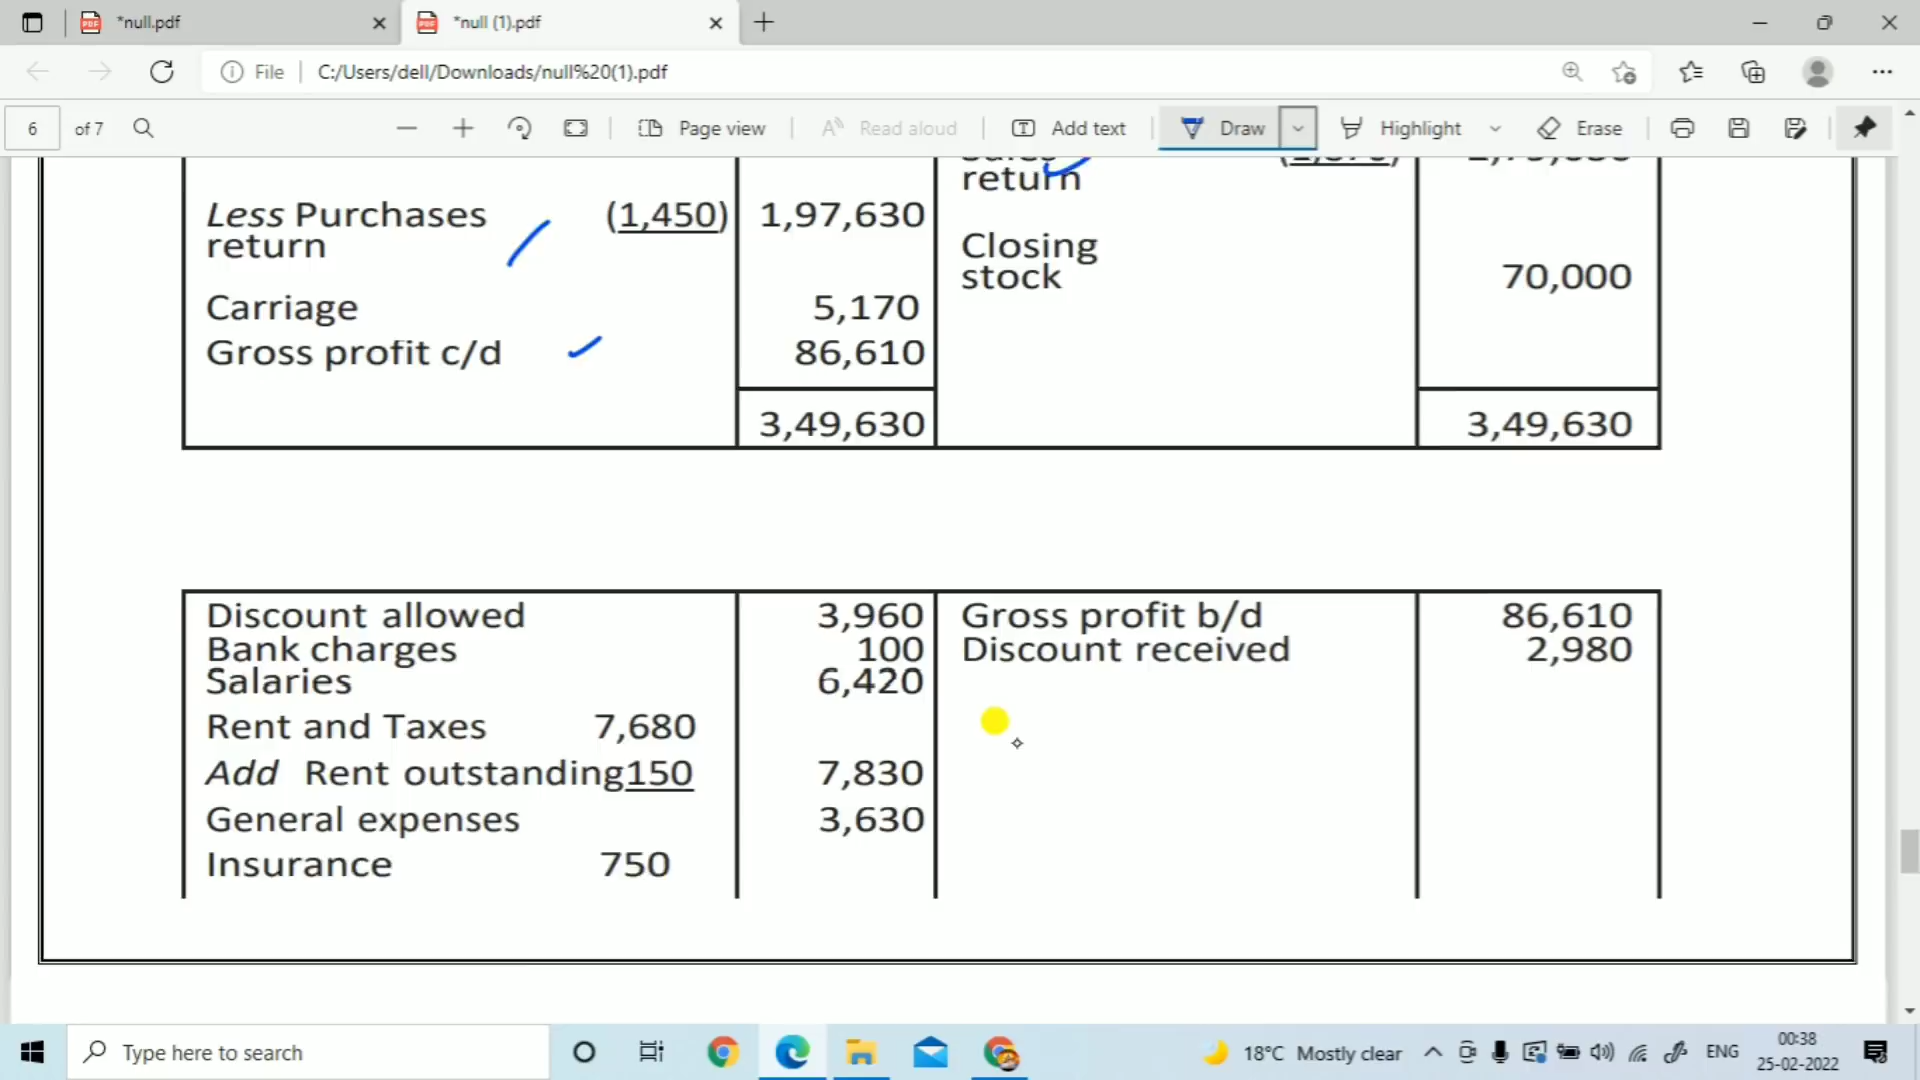 *null.pdf
*null (1).pdf
File
C:/Users/dell/Downloads/null%20(1).pdf
6 of 7
Page view
Read aloud
Add text
Draw
Highlight
Erase
return
Less Purchases (1,450) 1,97,630
return
Closing
stock 70,000
Carriage 5,170
Gross profit c/d 86,610
3,49,630 3,49,630
Discount allowed 3,960 Gross profit b/d 86,610
Bank charges 100 Discount received 2,980
Salaries 6,420
Rent and Taxes 7,680
Add Rent outstanding150 7,830
General expenses 3,630
Insurance 750
Type here to search
18°C Mostly clear
ENG
00:38
25-02-2022